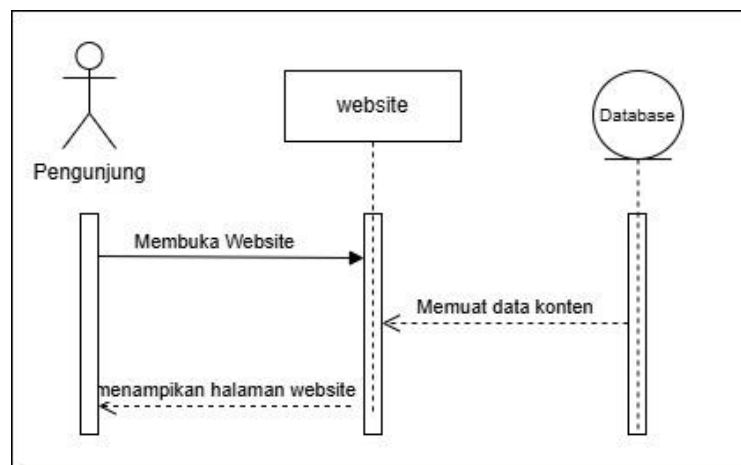 website
Database
Pengunjung
Membuka Website
Memuat data konten
menampikan halaman website